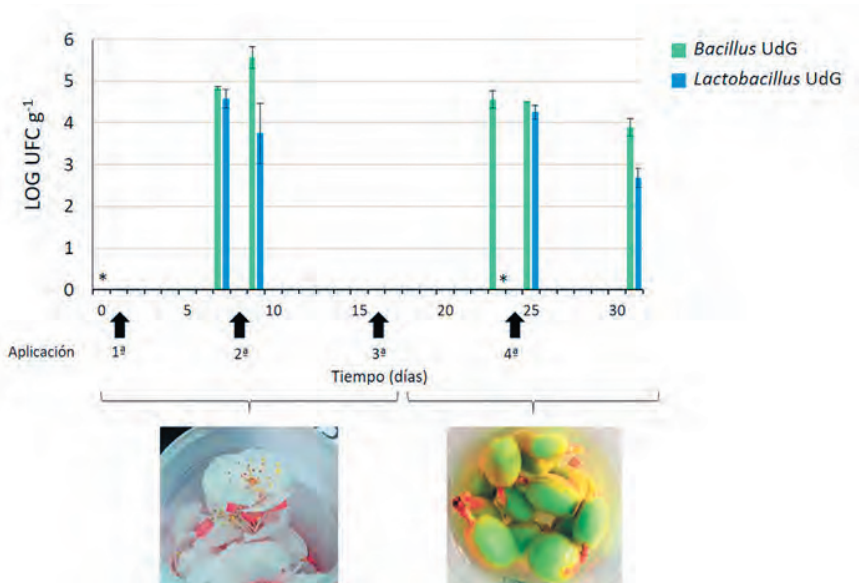 6
5
4
3
2
1
0
LOG UFC g-1
Bacillus UdG
Lactobacillus UdG
*
*
0 5 10 15 20 25 30
Aplicación 1ª 2ª 3ª 4ª
Tiempo (días)